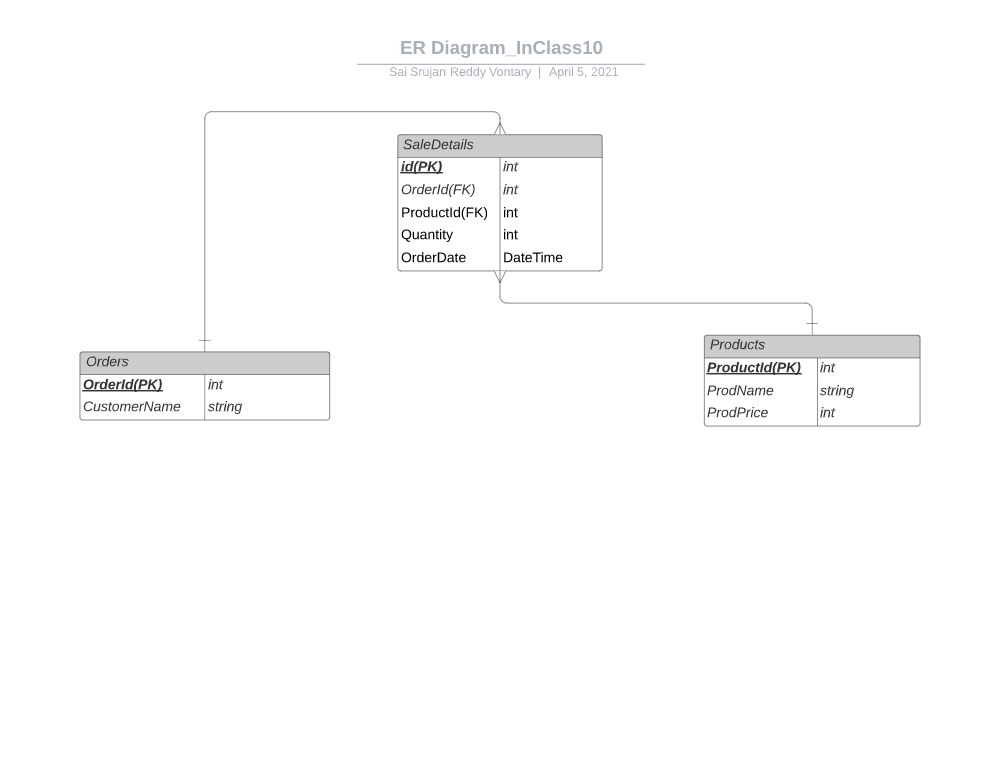 ER Diagram_InClass10
Sai Srujan Reddy Vontary | April 5, 2021
SaleDetails
id(PK) int
OrderId(FK) int
ProductId(FK) int
Quantity int
OrderDate DateTime
Orders
OrderId(PK) int
CustomerName string
Products
ProductId(PK) int
ProdName string
ProdPrice int